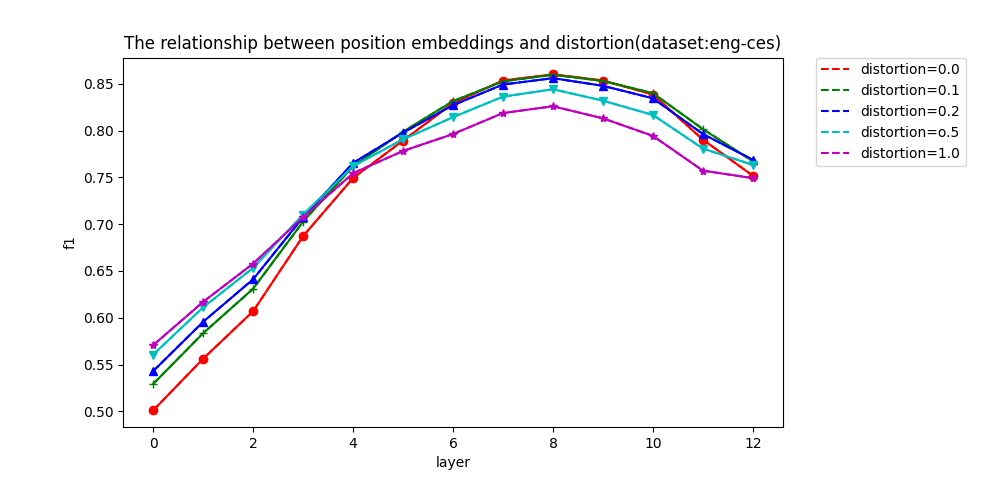 The relationship between position embeddings and distortion(dataset:eng-ces)
0.85
0.80
0.75
0.70
0.65
0.60
0.55
0.50
f1
0 2 4 6 8 10 12
layer
distortion=0.0
distortion=0.1
distortion=0.2
distortion=o.5
distortion=1.0